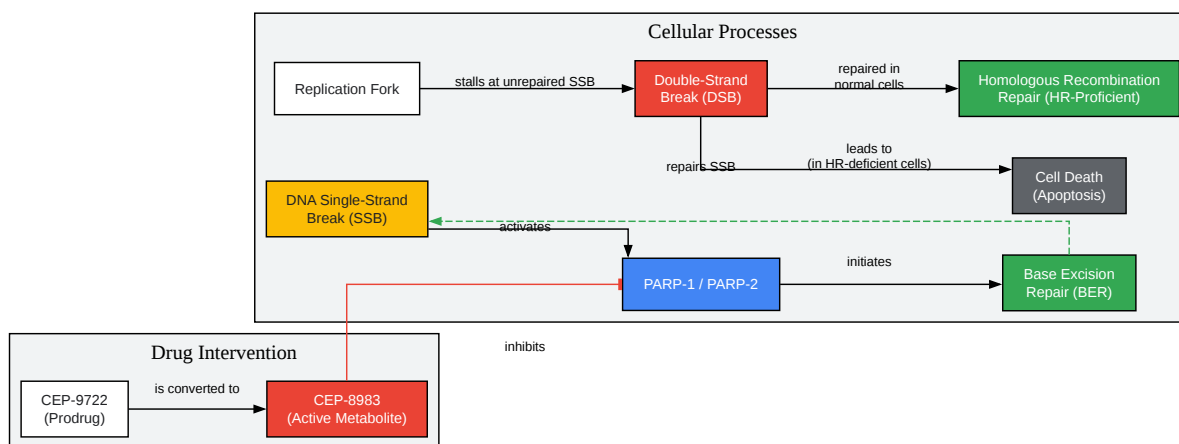 Cellular Processes
Replication Fork
stalls at unrepaired SSB
Double-Strand
Break (DSB)
repaired in
normal cells
Homologous Recombination
Repair (HR-Proficient)
repairs SSB
leads to
(in HR-deficient cells)
Cell Death
(Apoptosis)
DNA Single-Strand
Break (SSB)
activates
PARP-1 / PARP-2
initiates
Base Excision
Repair (BER)
inhibits
Drug Intervention
CEP-9722
(Prodrug)
is converted to
CEP-8983
(Active Metabolite)